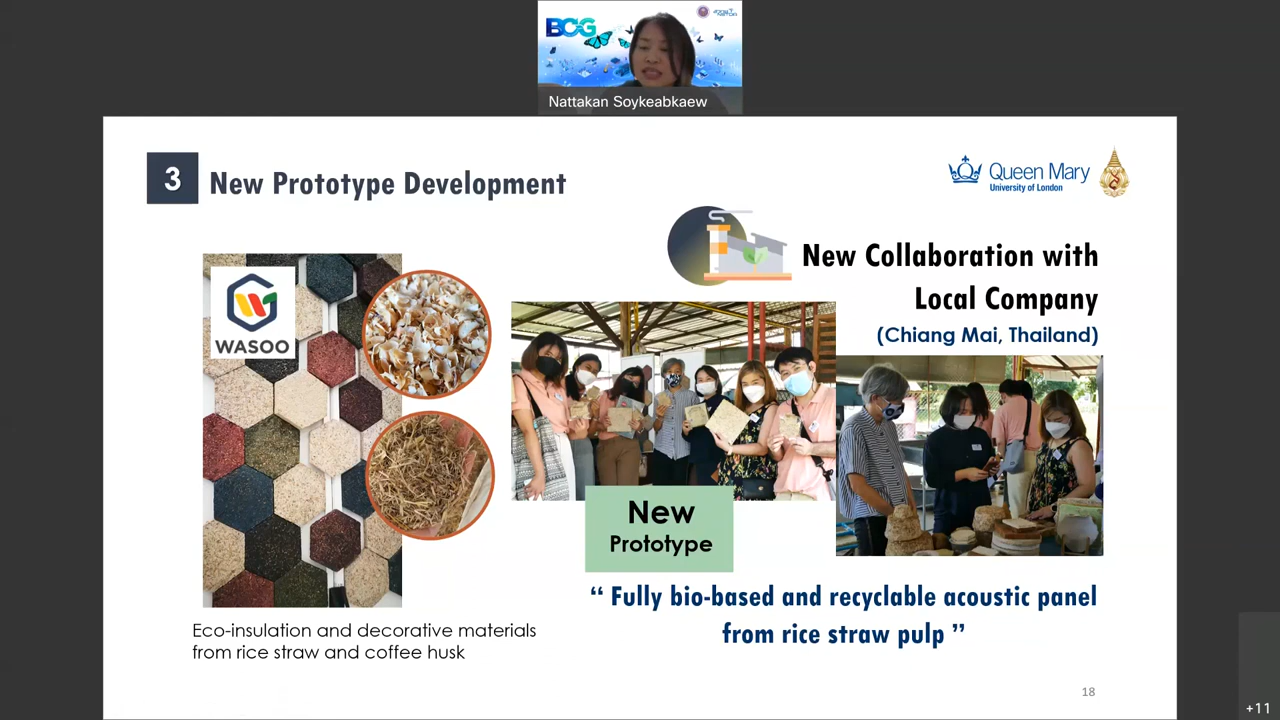 BCG
Nattakan Soykeabkaew
3
New Prototype Development
Queen Mary
University of London
New Collaboration with
Local Company
(Chiang Mai, Thailand)
WASOO
New
Prototype
“ Fully bio-based and recyclable acoustic panel
from rice straw pulp ”
Eco-insulation and decorative materials
from rice straw and coffee husk
18
+11